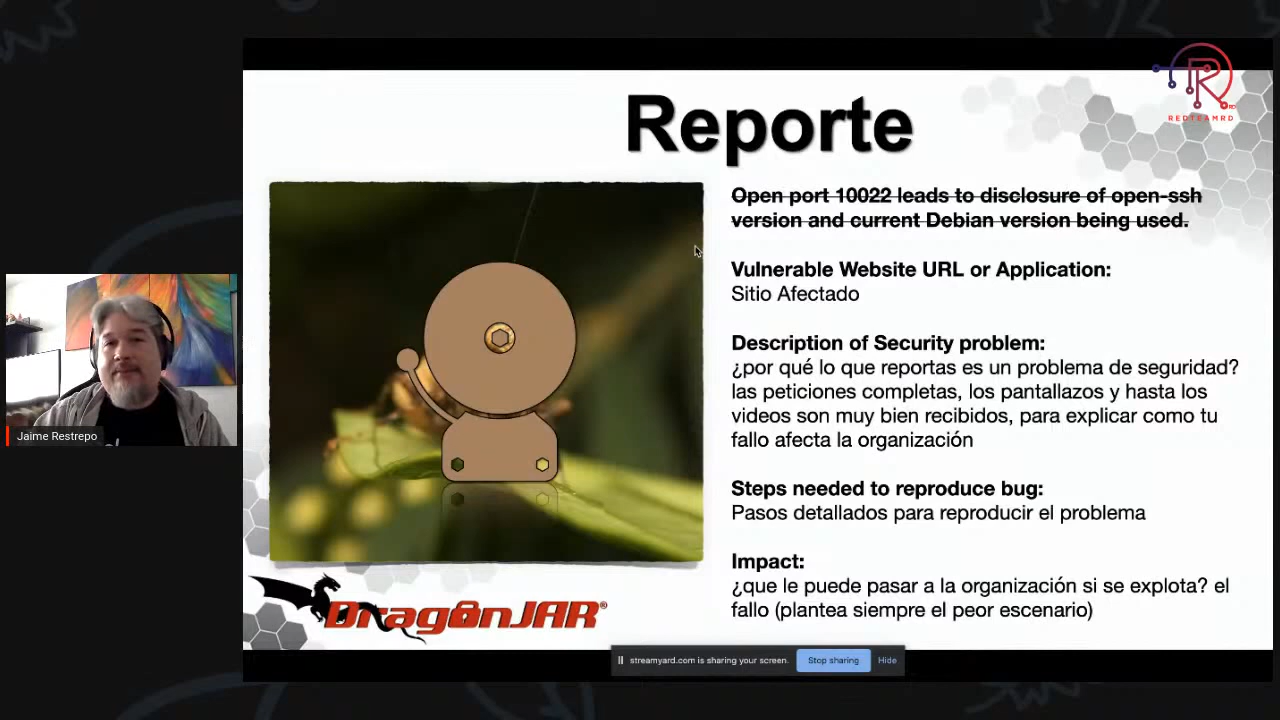 Reporte
REDTEAMRD
Open port 10022 leads to disclosure of open-ssh
version and current Debian version being used.
Vulnerable Website URL or Application:
Sitio Afectado
Description of Security problem:
¿por qué lo que reportas es un problema de seguridad?
las peticiones completas, los pantallazos y hasta los
videos son muy bien recibidos, para explicar como tu
fallo afecta la organización
Steps needed to reproduce bug:
Pasos detallados para reproducir el problema
Impact:
¿que le puede pasar a la organización si se explota? el
fallo (plantea siempre el peor escenario)
Jaime Restrepo
DragonJAR®
streamyard.com is sharing your screen.
Stop sharing
Hide